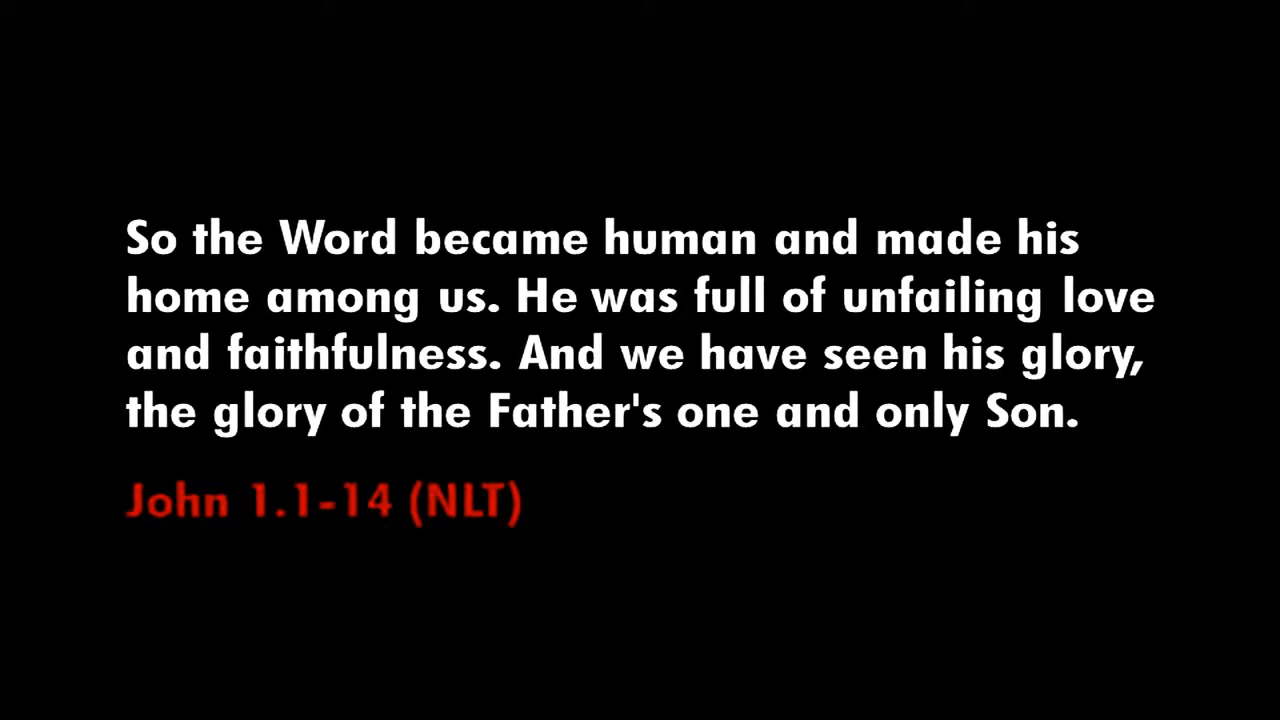 So the Word became human and made his
home among us. He was full of unfailing love
and faithfulness. And we have seen his glory,
the glory of the Father's one and only Son.
John 1.1-14 (NLT)